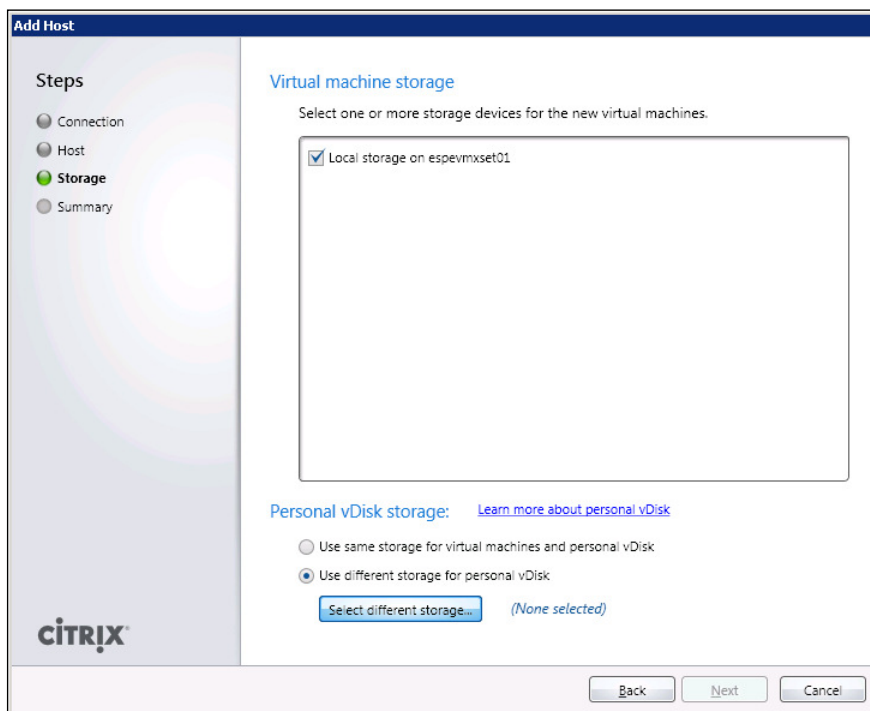 Add Host
Steps
Connection
Host
Storage
Summary
CİTRIX
Virtual machine storage
Select one or more storage devices for the new virtual machines.
Local storage on espevmxset01
Personal vDisk storage: Learn more about personal vDisk
Use same storage for virtual machines and personal vDisk
Use different storage for personal vDisk
Select different storage... (None selected)
Back Next Cancel